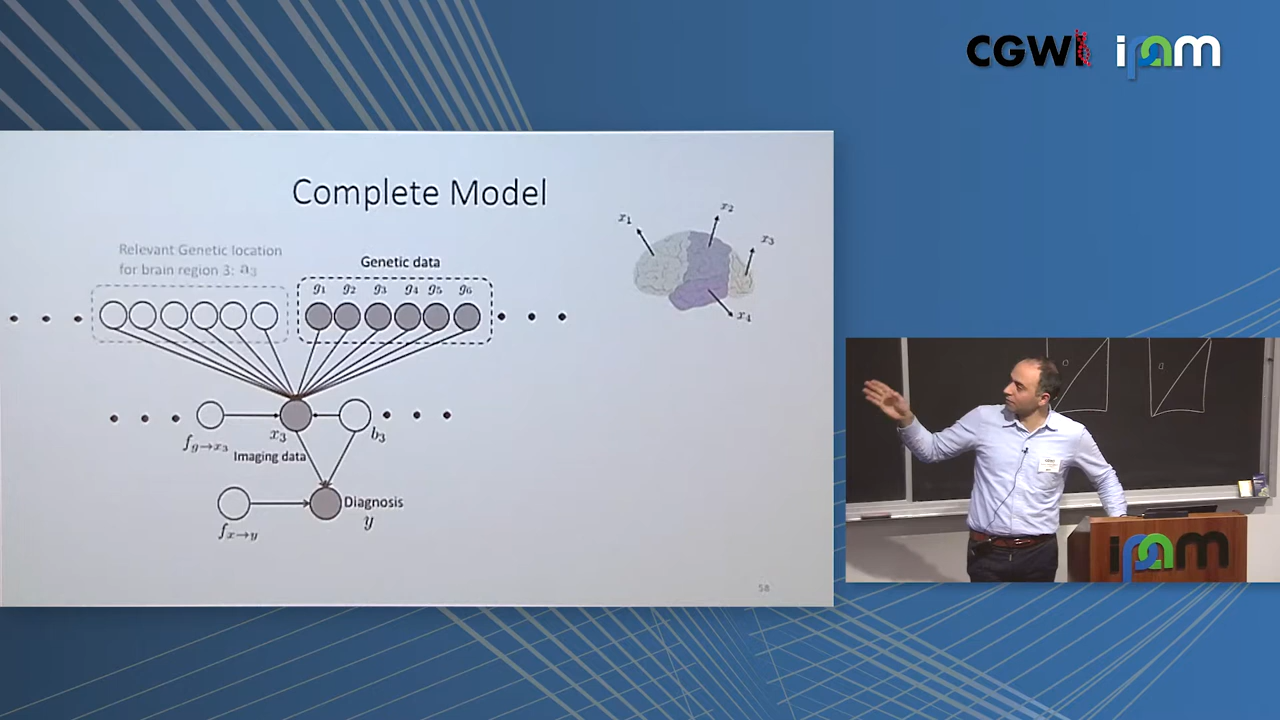 CGWI ipam
Complete Model
Relevant Genetic location
for brain region 3: a₃
Genetic data
g₁ g₂ g₃ g₄ g₅ g₆
x₁
x₂
x₃
x₄
x₃
b₃
f_{g→x₃}
Imaging data
Diagnosis
y
f_{x→y}
58
ipam